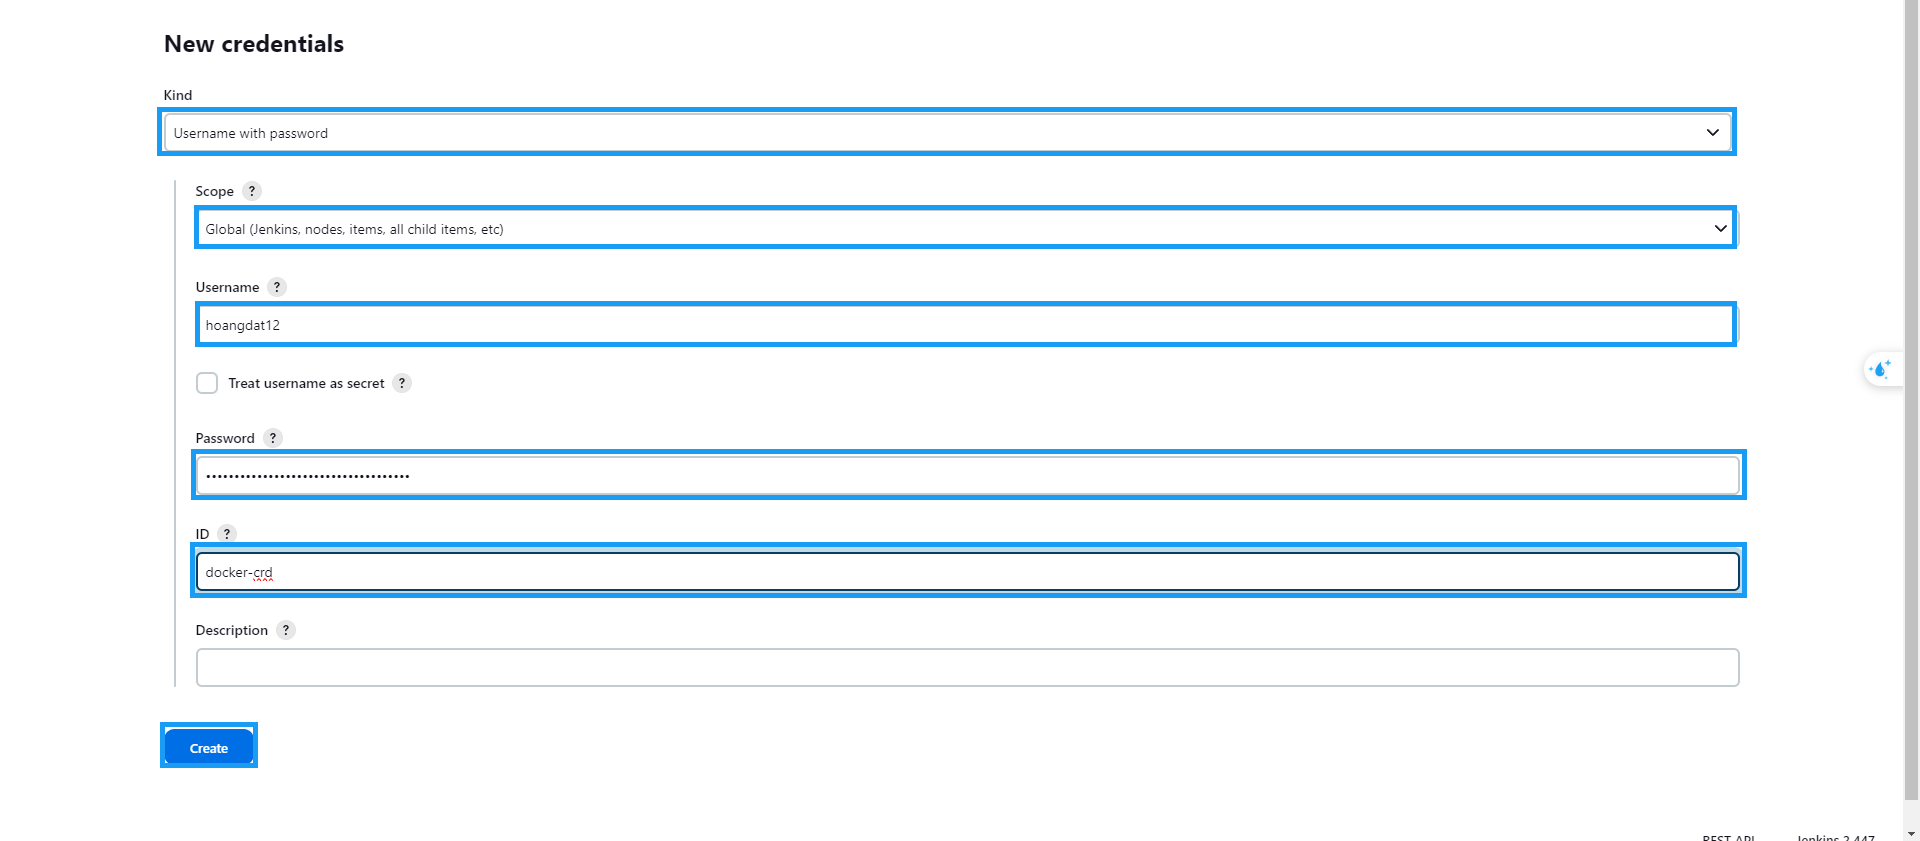 New credentials
Kind
Username with password
Scope ?
Global (Jenkins, nodes, items, all child items, etc)
Username ?
hoangdat12
Treat username as secret ?
Password ?
••••••••••••••••••••••••••••••••••••
ID ?
docker-crd
Description ?
Create
REST API Jenkins 2.447